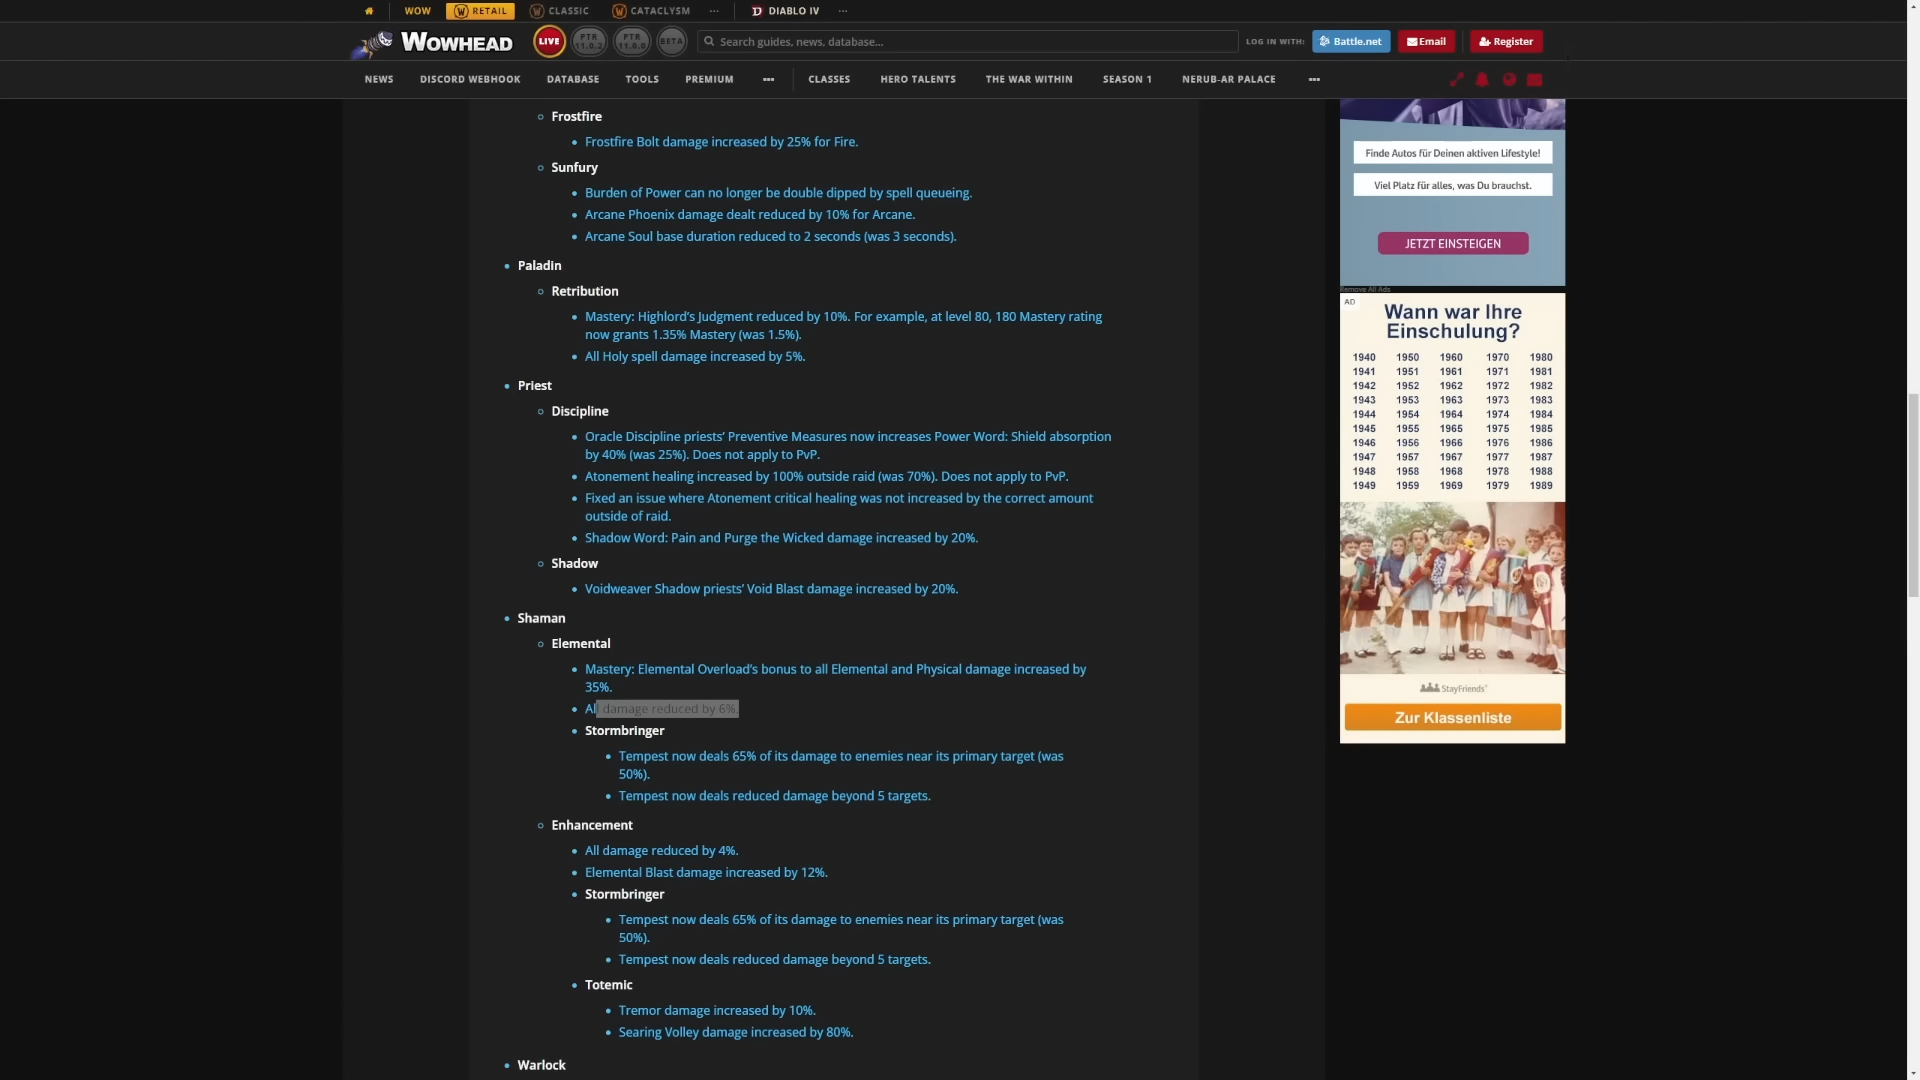 WOW
RETAIL
CLASSIC
CATACLYSM
DIABLO IV
WOWHEAD
LIVE
PTR 11.0.2
PTR 11.0.0
BETA
Search guides, news, database...
LOG IN WITH:
Battle.net
Email
Register
NEWS
DISCORD WEBHOOK
DATABASE
TOOLS
PREMIUM
CLASSES
HERO TALENTS
THE WAR WITHIN
SEASON 1
NERUB-AR PALACE
Frostfire
Frostfire Bolt damage increased by 25% for Fire.
Sunfury
Burden of Power can no longer be double dipped by spell queueing.
Arcane Phoenix damage dealt reduced by 10% for Arcane.
Arcane Soul base duration reduced to 2 seconds (was 3 seconds).
Paladin
Retribution
Mastery: Highlord’s Judgment reduced by 10%. For example, at level 80, 180 Mastery rating
now grants 1.35% Mastery (was 1.5%).
All Holy spell damage increased by 5%.
Priest
Discipline
Oracle Discipline priests’ Preventive Measures now increases Power Word: Shield absorption
by 40% (was 25%). Does not apply to PvP.
Atonement healing increased by 100% outside raid (was 70%). Does not apply to PvP.
Fixed an issue where Atonement critical healing was not increased by the correct amount
outside of raid.
Shadow Word: Pain and Purge the Wicked damage increased by 20%.
Shadow
Voidweaver Shadow priests’ Void Blast damage increased by 20%.
Shaman
Elemental
Mastery: Elemental Overload’s bonus to all Elemental and Physical damage increased by
35%.
All damage reduced by 6%.
Stormbringer
Tempest now deals 65% of its damage to enemies near its primary target (was
50%).
Tempest now deals reduced damage beyond 5 targets.
Enhancement
All damage reduced by 4%.
Elemental Blast damage increased by 12%.
Stormbringer
Tempest now deals 65% of its damage to enemies near its primary target (was
50%).
Tempest now deals reduced damage beyond 5 targets.
Totemic
Tremor damage increased by 10%.
Searing Volley damage increased by 80%.
Warlock
Finde Autos für Deinen aktiven Lifestyle!
Viel Platz für alles, was Du brauchst.
JETZT EINSTEIGEN
Remove All Ads
AD
Wann war Ihre
Einschulung?
1940 1950 1960 1970 1980
1941 1951 1961 1971 1981
1942 1952 1962 1972 1982
1943 1953 1963 1973 1983
1944 1954 1964 1974 1984
1945 1955 1965 1975 1985
1946 1956 1966 1976 1986
1947 1957 1967 1977 1987
1948 1958 1968 1978 1988
1949 1959 1969 1979 1989
StayFriends
Zur Klassenliste